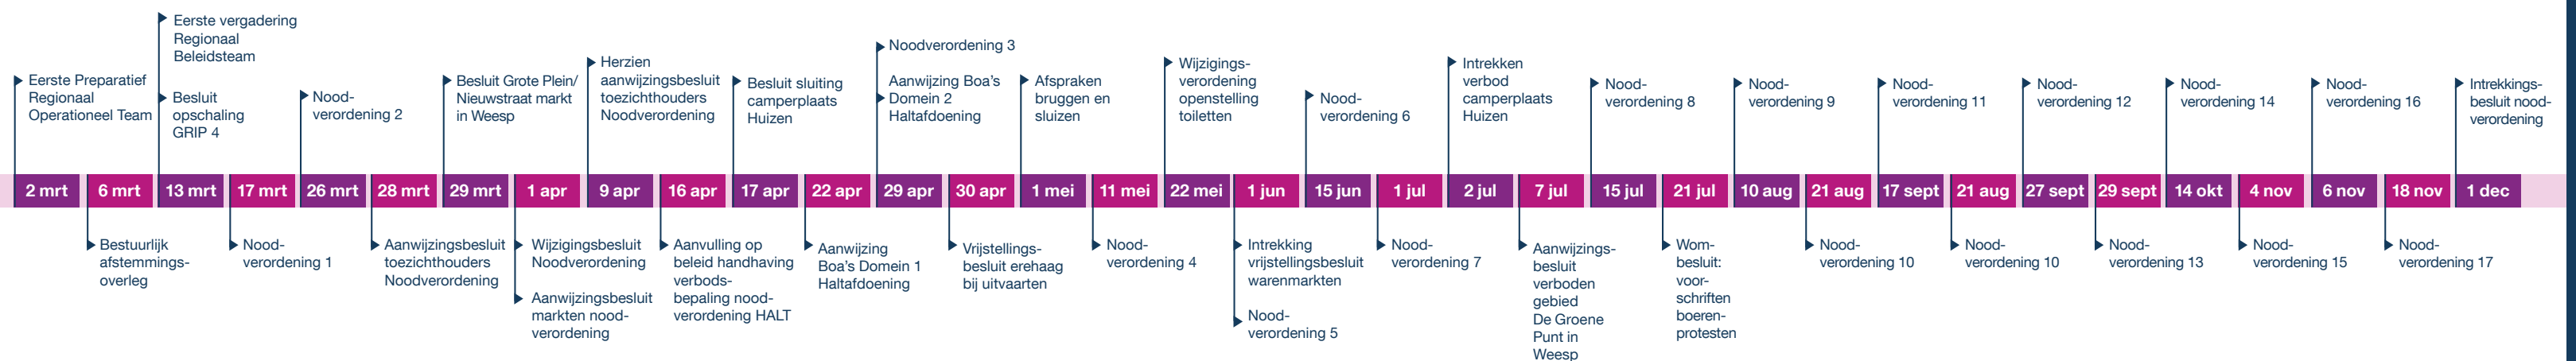 Eerste vergadering
Regionaal
Beleidsteam
Eerste Preparatief
Regionaal
Operationeel Team
Besluit
opschaling
GRIP 4
Nood-
verordening 2
Besluit Grote Plein/
Nieuwstraat markt
in Weesp
Herzien
aanwijzingsbesluit
toezichthouders
Noodverordening
Besluit sluiting
camperplaats
Huizen
Noodverordening 3
Aanwijzing Boa's
Domein 2
Haltafdoening
Afspraken
bruggen en
sluizen
Wijzigings-
verordening
openstelling
toiletten
Nood-
verordening 6
Intrekken
verbod
camperplaats
Huizen
Nood-
verordening 8
Nood-
verordening 9
Nood-
verordening 11
Nood-
verordening 12
Nood-
verordening 14
Nood-
verordening 16
Intrekkings-
besluit nood-
verordening
2 mrt
6 mrt
13 mrt
17 mrt
26 mrt
28 mrt
29 mrt
1 apr
9 apr
16 apr
17 apr
22 apr
29 apr
30 apr
1 mei
11 mei
22 mei
1 jun
15 jun
1 jul
2 jul
7 jul
15 jul
21 jul
10 aug
21 aug
17 sept
21 aug
27 sept
29 sept
14 okt
4 nov
6 nov
18 nov
1 dec
Bestuurlijk
afstemmings-
overleg
Nood-
verordening 1
Aanwijzingsbesluit
toezichthouders
Noodverordening
Wijzigingsbesluit
Noodverordening
Aanwijzingsbesluit
markten nood-
verordening
Aanvulling op
beleid handhaving
verbods-
bepaling nood-
verordening HALT
Aanwijzing
Boa's Domein 1
Haltafdoening
Vrijstellings-
besluit erehaag
bij uitvaarten
Nood-
verordening 4
Intrekking
vrijstellingsbesluit
warenmarkten
Nood-
verordening 5
Nood-
verordening 7
Aanwijzings-
besluit
verboden
gebied
De Groene
Punt in
Weesp
Wom-
besluit:
voor-
schriften
boeren-
protesten
Nood-
verordening 10
Nood-
verordening 10
Nood-
verordening 13
Nood-
verordening 15
Nood-
verordening 17